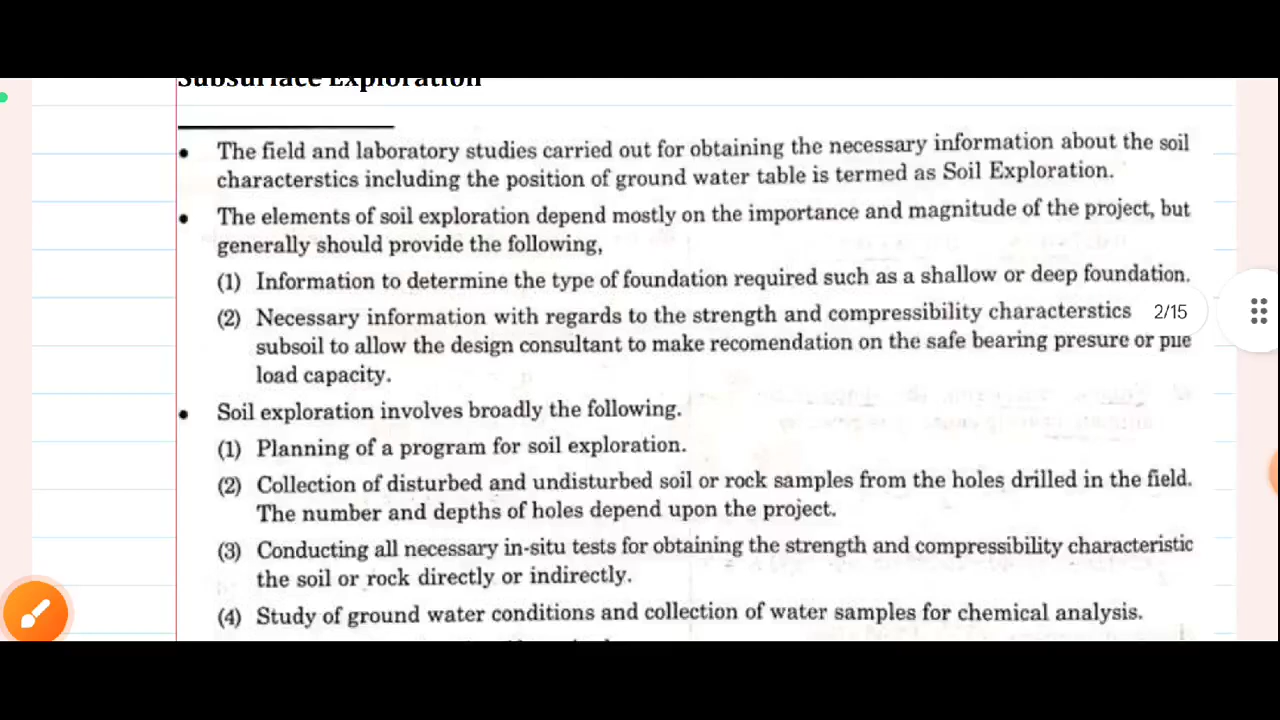 Subsurface Exploration
• The field and laboratory studies carried out for obtaining the necessary information about the soil
characterstics including the position of ground water table is termed as Soil Exploration.
• The elements of soil exploration depend mostly on the importance and magnitude of the project, but
generally should provide the following,
(1) Information to determine the type of foundation required such as a shallow or deep foundation.
(2) Necessary information with regards to the strength and compressibility characterstics
2/15
subsoil to allow the design consultant to make recomendation on the safe bearing presure or pile
load capacity.
• Soil exploration involves broadly the following.
(1) Planning of a program for soil exploration.
(2) Collection of disturbed and undisturbed soil or rock samples from the holes drilled in the field.
The number and depths of holes depend upon the project.
(3) Conducting all necessary in-situ tests for obtaining the strength and compressibility characteristic
the soil or rock directly or indirectly.
(4) Study of ground water conditions and collection of water samples for chemical analysis.